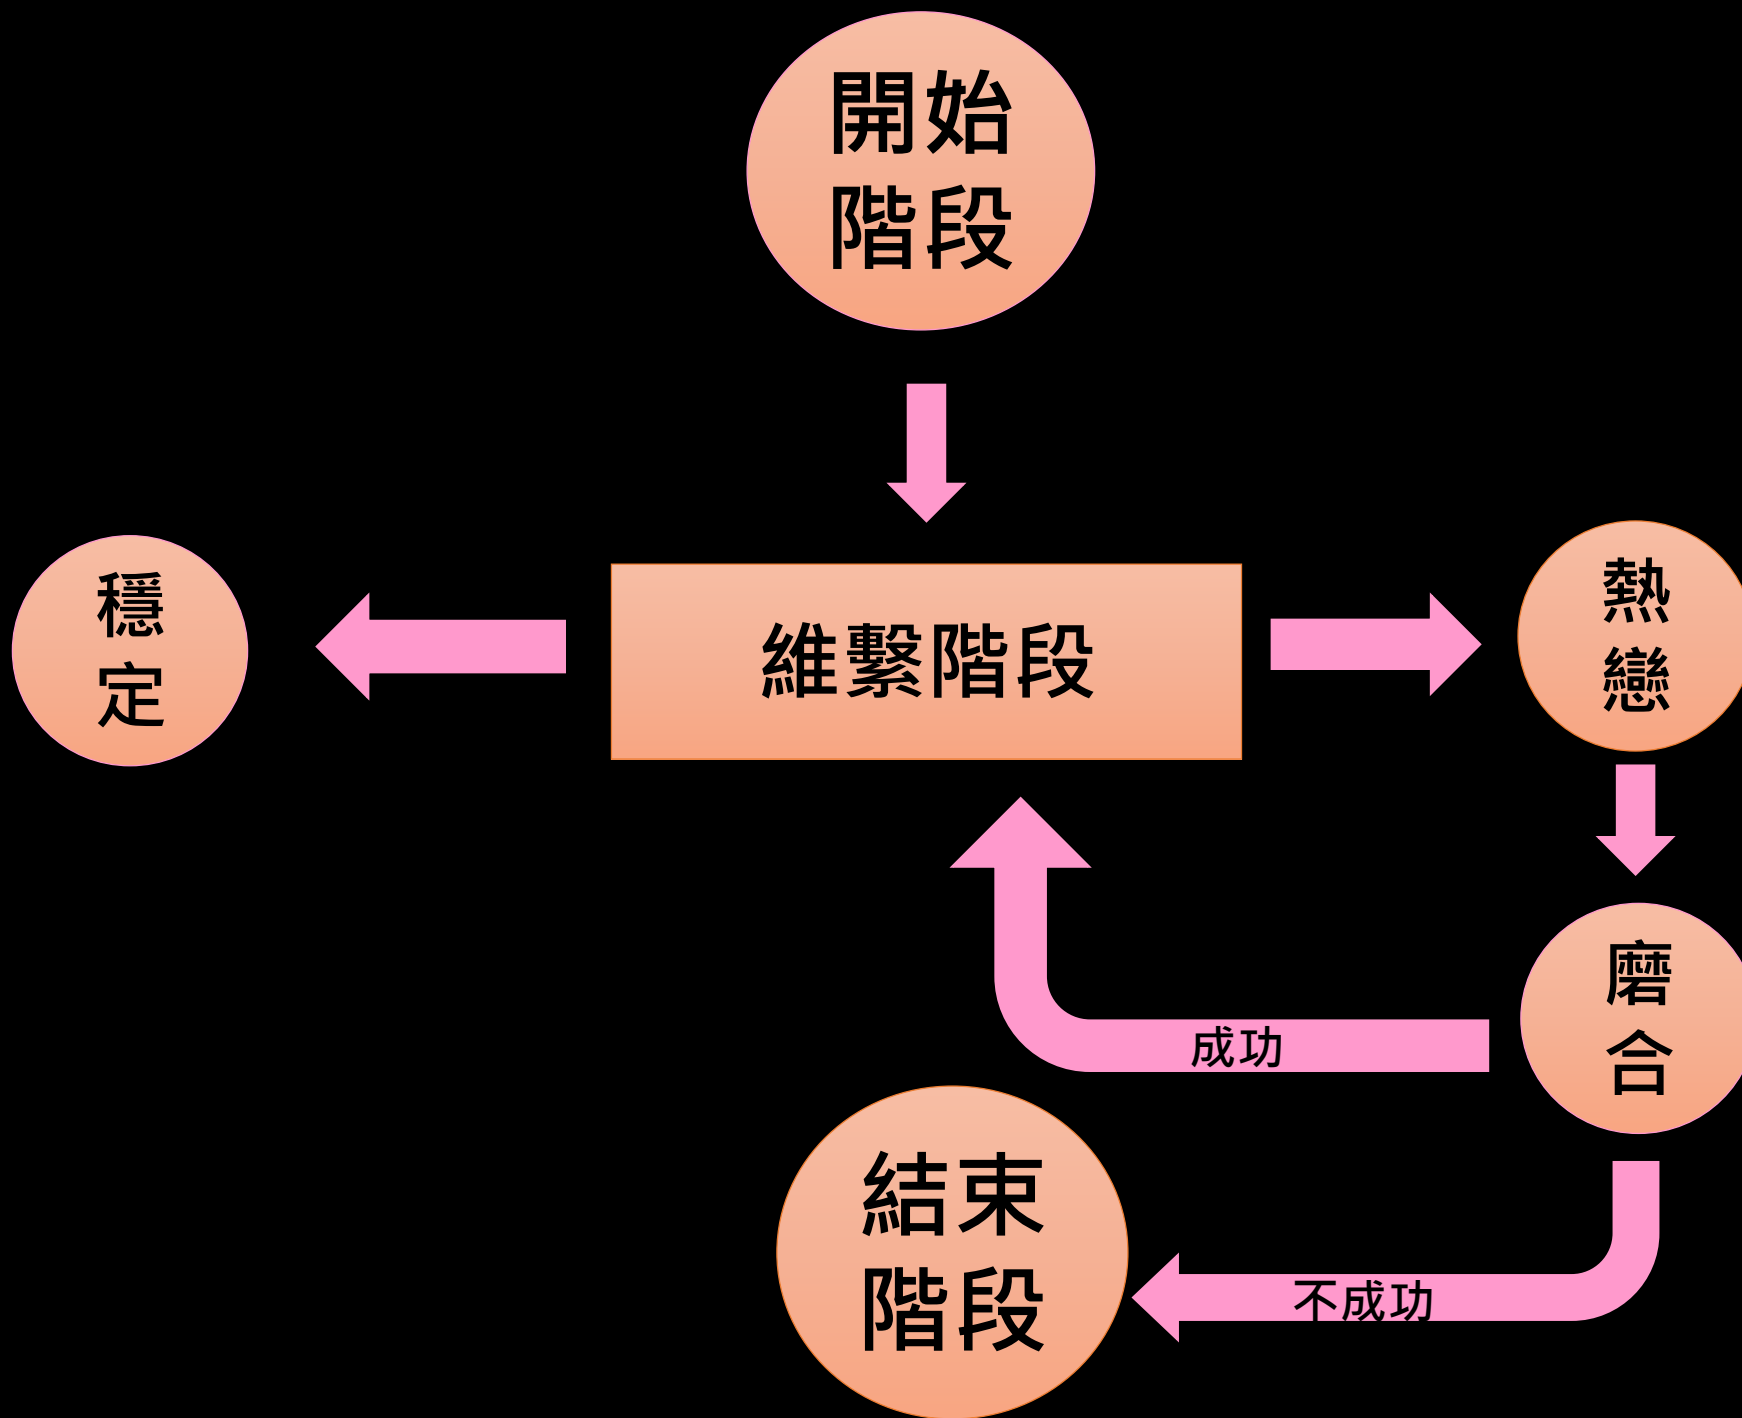 開始
階段
穩
定
維繫階段
熱
戀
磨
合
成功
結束
階段
不成功